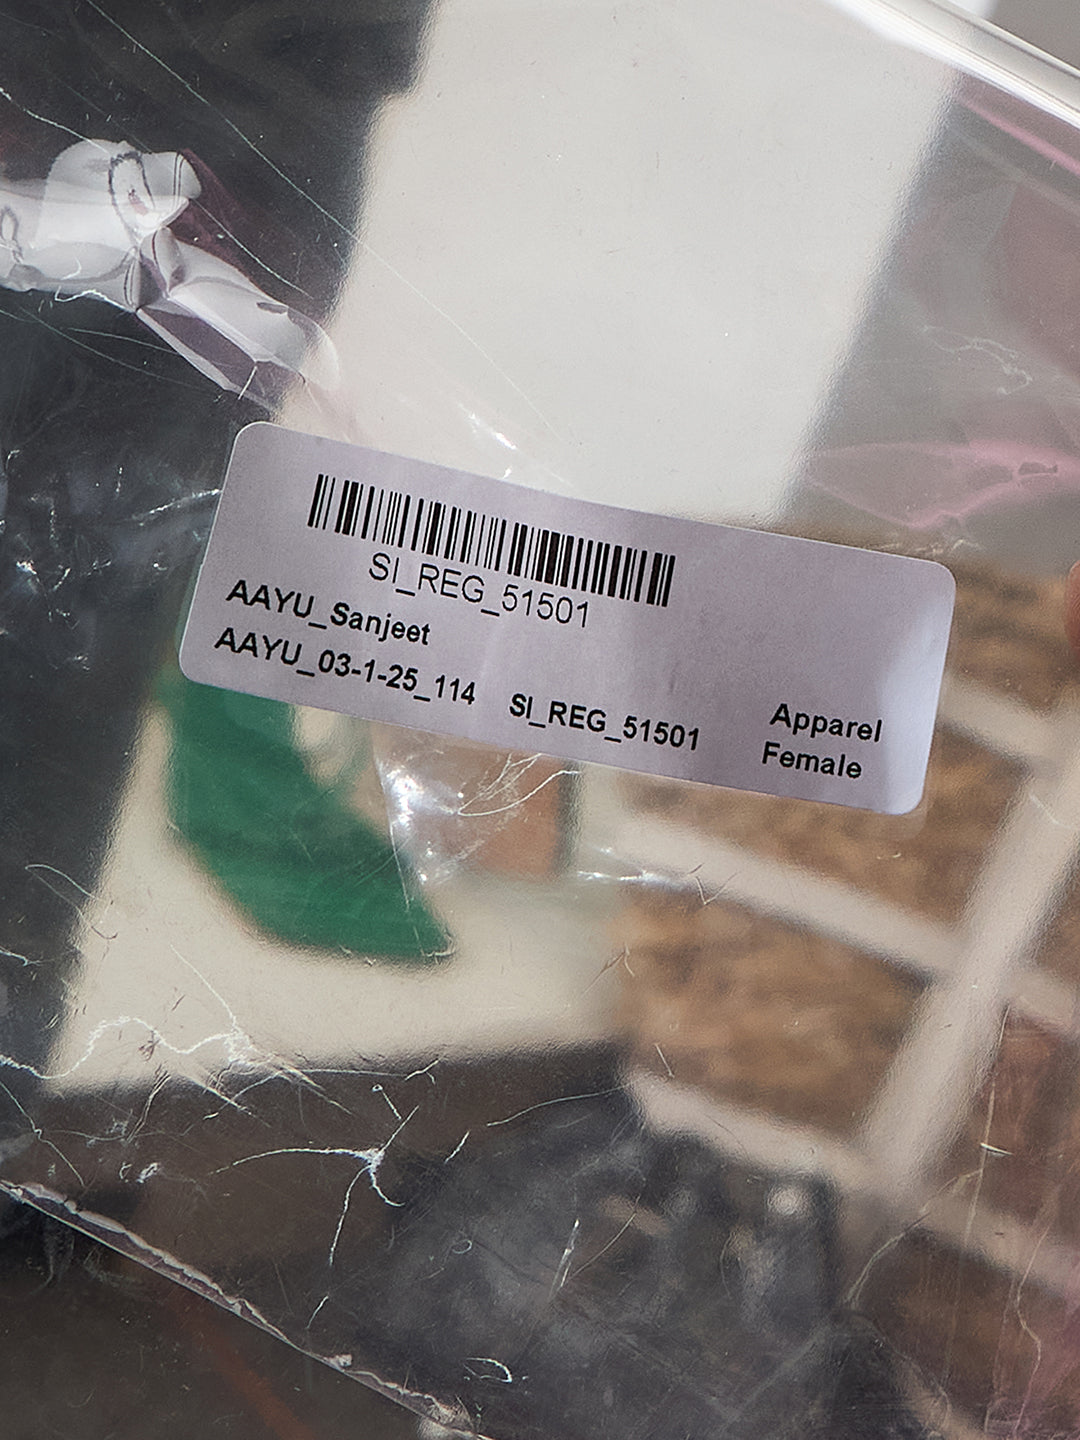 SI_REG_51501
AAYU_Sanjeet
AAYU_03-1-25_114 SI_REG_51501 Apparel
Female